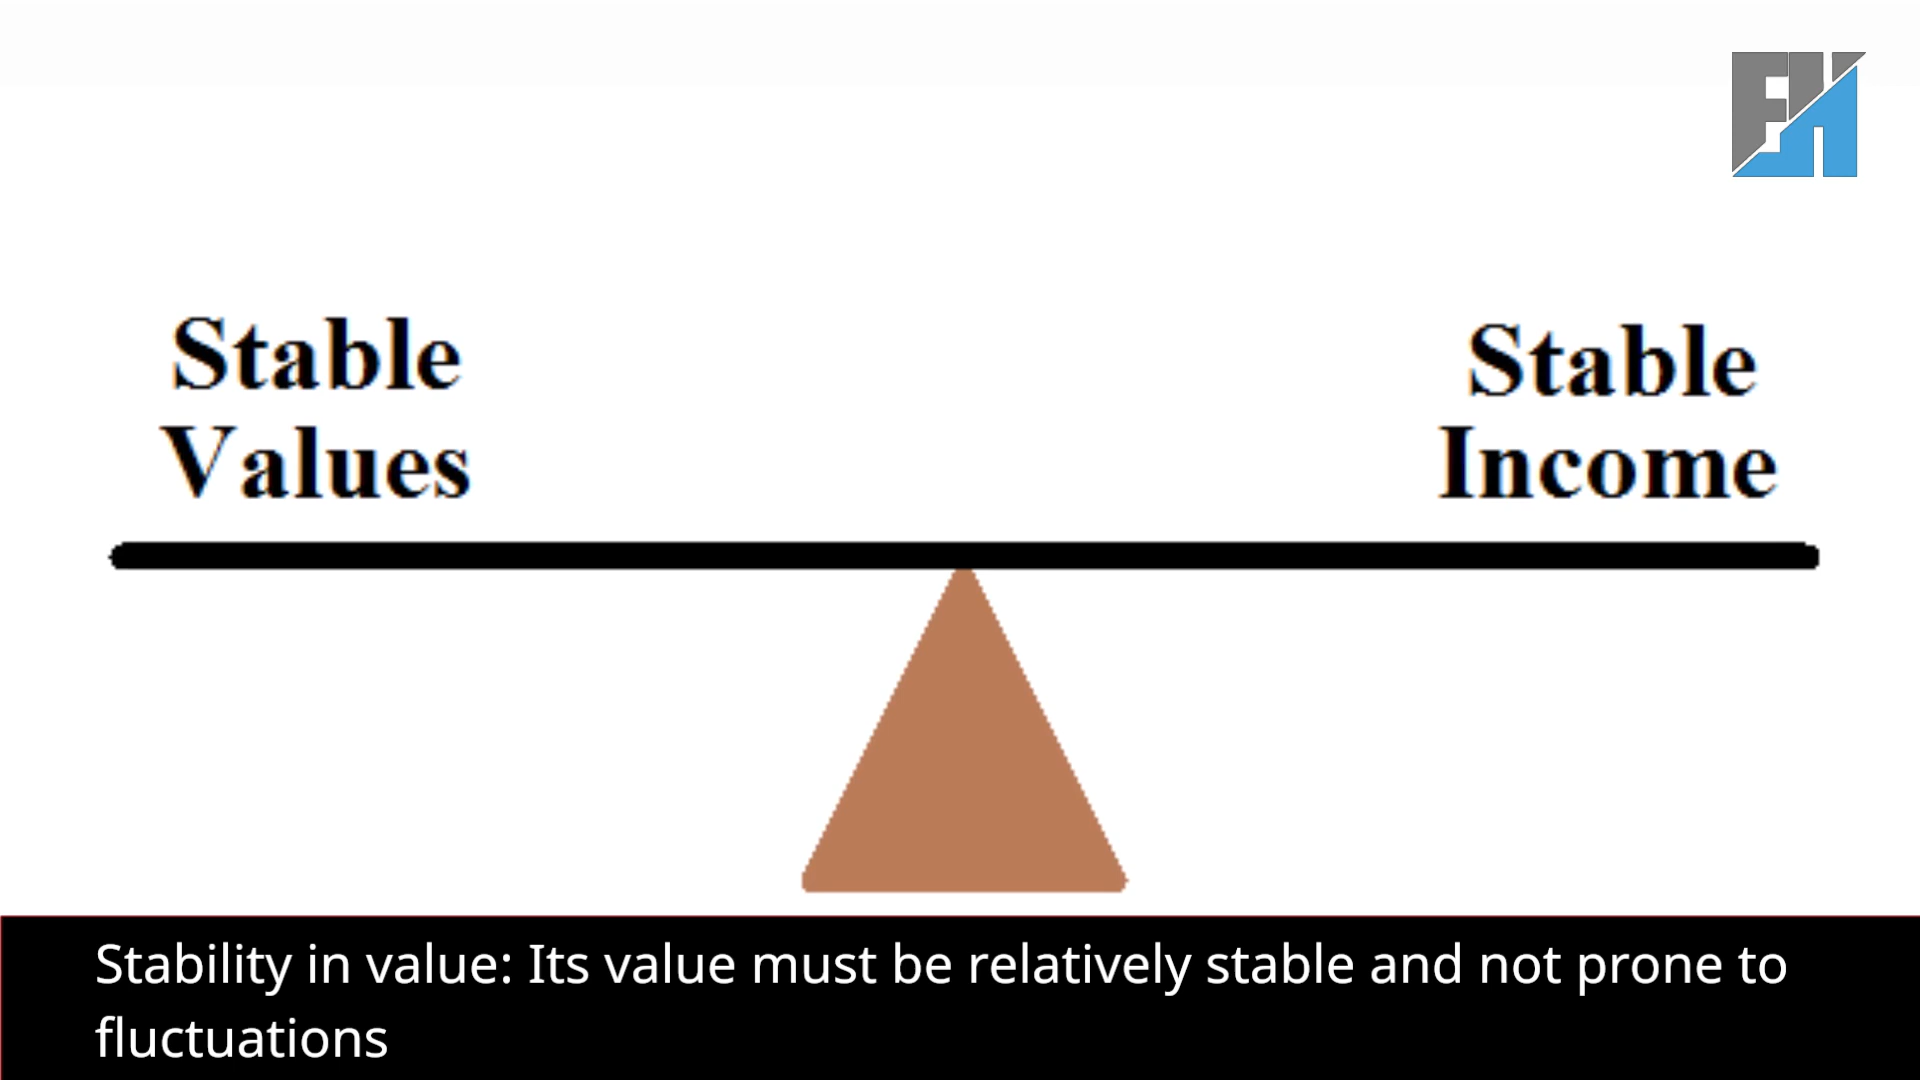 Stable
Values
Stable
Income
Stability in value: Its value must be relatively stable and not prone to
fluctuations